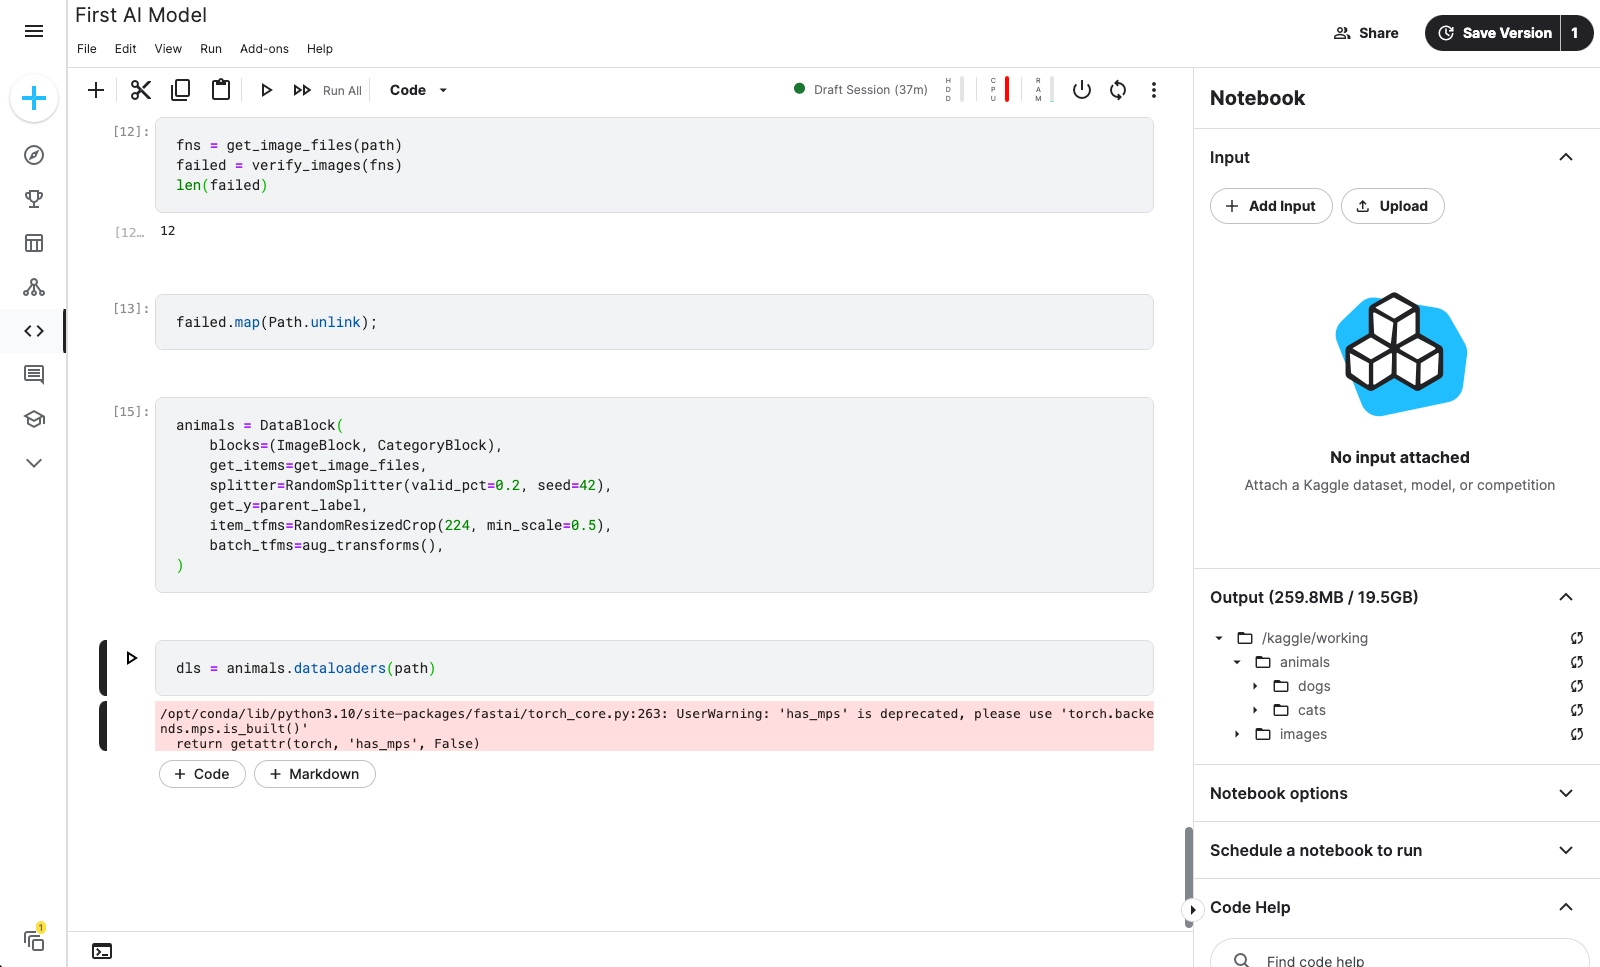 First AI Model
File Edit View Run Add-ons Help
Share
Save Version 1
Run All
Code
Draft Session (37m)
HDD
CPU
RAM
[12]:
fns = get_image_files(path)
failed = verify_images(fns)
len(failed)
[12…
12
[13]:
failed.map(Path.unlink);
[15]:
animals = DataBlock(
    blocks=(ImageBlock, CategoryBlock),
    get_items=get_image_files,
    splitter=RandomSplitter(valid_pct=0.2, seed=42),
    get_y=parent_label,
    item_tfms=RandomResizedCrop(224, min_scale=0.5),
    batch_tfms=aug_transforms(),
)
dls = animals.dataloaders(path)
/opt/conda/lib/python3.10/site-packages/fastai/torch_core.py:263: UserWarning: 'has_mps' is deprecated, please use 'torch.backe
nds.mps.is_built()'
  return getattr(torch, 'has_mps', False)
+ Code
+ Markdown
1
Notebook
Input
+ Add Input
Upload
No input attached
Attach a Kaggle dataset, model, or competition
Output (259.8MB / 19.5GB)
/kaggle/working
animals
dogs
cats
images
Notebook options
Schedule a notebook to run
Code Help
Find code help